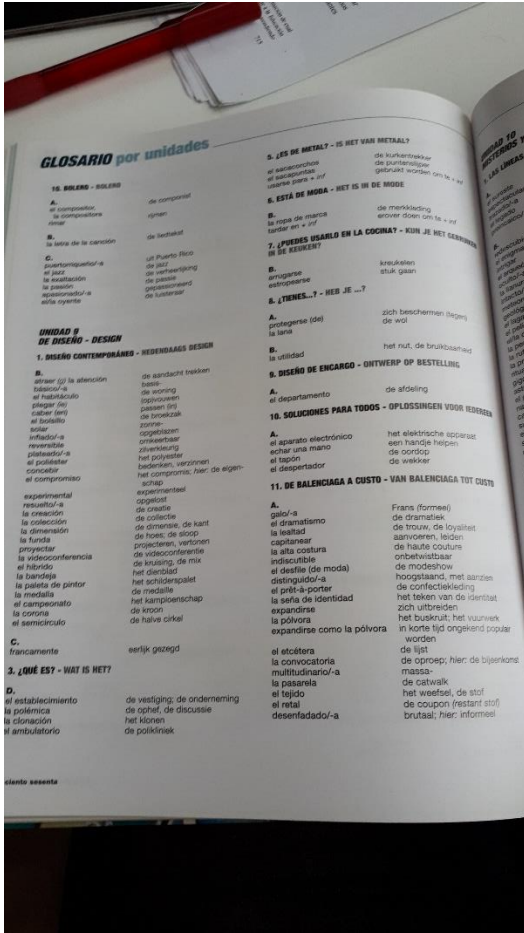 GLOSARIO por unidades
10. BOLERO - BOLERO
A.
el compositor, de componist
la compositora
rimar rijmen
B.
la letra de la canción de liedtekst
C.
puertorriqueño/-a uit Puerto Rico
el jazz de jazz
la exaltación de verheerlijking
la pasión de passie
apasionado/-a gepassioneerd
el/la oyente de luisteraar
UNIDAD 9
DE DISEÑO - DESIGN
1. DISEÑO CONTEMPORÁNEO - HEDENDAAGS DESIGN
B.
atraer (g) la atención de aandacht trekken
básico/-a basis-
el habitáculo de woning
plegar (ie) (op)vouwen
caber (en) passen (in)
el bolsillo de broekzak
solar zonne-
inflado/-a opgeblazen
reversible omkeerbaar
plateado/-a zilverkleurig
el poliéster het polyester
concebir bedenken, verzinnen
el compromiso het compromis; hier: de eigen-
schap
experimental experimenteel
resuelto/-a opgelost
la creación de creatie
la colección de collectie
la dimensión de dimensie, de kant
la funda de hoes; de sloop
proyectar projecteren, vertonen
la videoconferencia de videoconferentie
el híbrido de kruising, de mix
la bandeja het dienblad
la paleta de pintor het schilderspalet
la medalla de medaille
el campeonato het kampioenschap
la corona de kroon
el semicírculo de halve cirkel
C.
francamente eerlijk gezegd
3. ¿QUÉ ES? - WAT IS HET?
D.
el establecimiento de vestiging; de onderneming
la polémica de ophef, de discussie
la clonación het klonen
el ambulatorio de polikliniek
ciento sesenta
5. ¿ES DE METAL? - IS HET VAN METAAL?
el sacacorchos de kurkentrekker
el sacapuntas de puntenslijper
usarse para + inf gebruikt worden om te + inf
6. ESTÁ DE MODA - HET IS IN DE MODE
la ropa de marca de merkkleding
tardar en + inf erover doen om te + inf
7. ¿PUEDES USARLO EN LA COCINA? - KUN JE HET GEBRUIKEN
IN DE KEUKEN?
B.
arrugarse kreukelen
estropearse stuk gaan
8. ¿TIENES...? - HEB JE ...?
A.
protegerse (de) zich beschermen (tegen)
la lana de wol
B.
la utilidad het nut, de bruikbaarheid
9. DISEÑO DE ENCARGO - ONTWERP OP BESTELLING
A.
el departamento de afdeling
10. SOLUCIONES PARA TODOS - OPLOSSINGEN VOOR IEDEREEN
A.
el aparato electrónico het elektrische apparaat
echar una mano een handje helpen
el tapón de oordop
el despertador de wekker
11. DE BALENCIAGA A CUSTO - VAN BALENCIAGA TOT CUSTO
A.
galo/-a Frans (formeel)
el dramatismo de dramatiek
la lealtad de trouw, de loyaliteit
capitanear aanvoeren, leiden
la alta costura de haute couture
indiscutible onbetwistbaar
el desfile (de moda) de modeshow
distinguido/-a hoogstaand, met aanzien
el prêt-à-porter de confectiekleding
la seña de identidad het teken van de identiteit
expandirse zich uitbreiden
la pólvora het buskruit; het vuurwerk
expandirse como la pólvora in korte tijd ongekend populair
worden
el etcétera de lijst
la convocatoria de oproep; hier: de bijeenkomst
multitudinario/-a massa-
la pasarela de catwalk
el tejido het weefsel, de stof
el retal de coupon (restant stof)
desenfadado/-a brutaal; hier: informeel
UNIDAD 10
MISTERIOS Y
1. LAS LÍNEAS